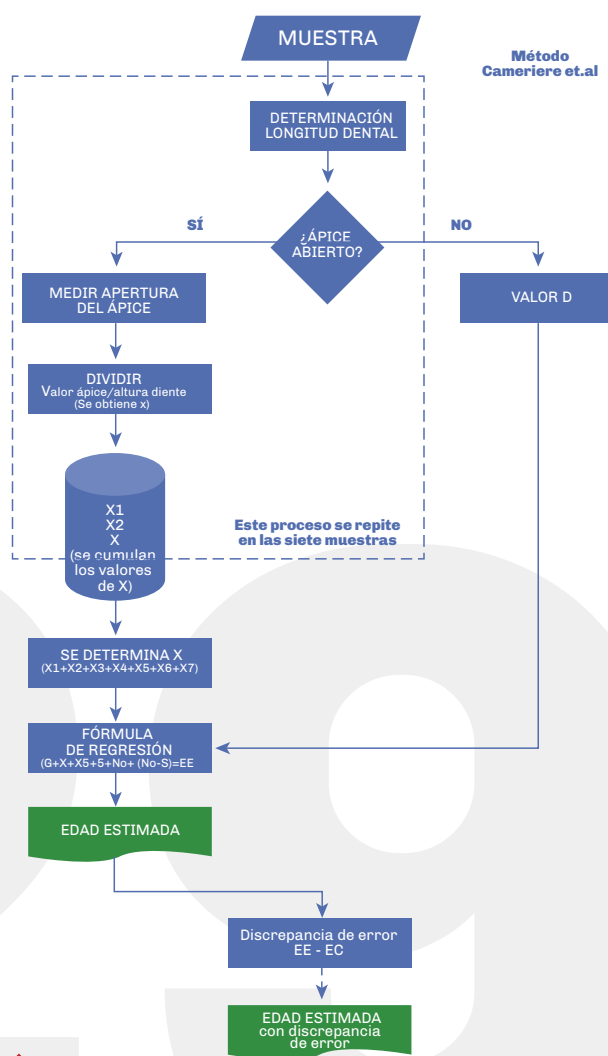 MUESTRA
Método
Cameriere et.al
DETERMINACIÓN
LONGITUD DENTAL
¿ÁPICE
ABIERTO?
SÍ
NO
MEDIR APERTURA
DEL ÁPICE
VALOR D
DIVIDIR
Valor ápice/altura diente
(Se obtiene x)
X1
X2
X
(se cumulan
los valores
de X)
Este proceso se repite
en las siete muestras
SE DETERMINA X
(X1+X2+X3+X4+X5+X6+X7)
FÓRMULA
DE REGRESIÓN
(G+X+X5+5+No+ (No-S)=EE
EDAD ESTIMADA
Discrepancia de error
EE - EC
EDAD ESTIMADA
con discrepancia
de error